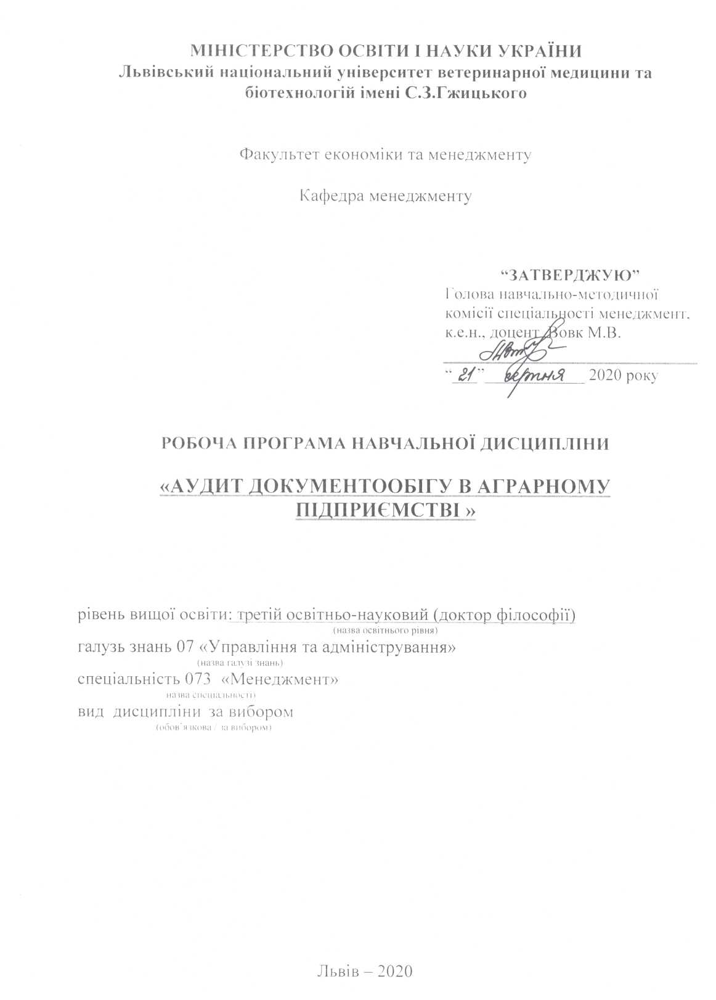 МІНІСТЕРСТВО ОСВІТИ І НАУКИ УКРАЇНИ
Львівський національний університет ветеринарної медицини та
біотехнологій імені С.З.Гжицького
Факультет економіки та менеджменту
Кафедра менеджменту
“ЗАТВЕРДЖУЮ”
Голова навчально-методичної
комісії спеціальності менеджмент,
к.е.н., доцент Вовк М.В.
“ 21 ” серпня 2020 року
РОБОЧА ПРОГРАМА НАВЧАЛЬНОЇ ДИСЦИПЛІНИ
«АУДИТ ДОКУМЕНТООБІГУ В АГРАРНОМУ
ПІДПРИЄМСТВІ »
рівень вищої освіти: третій освітньо-науковий (доктор філософії)
(назва освітнього рівня)
галузь знань 07 «Управління та адміністрування»
(назва галузі знань)
спеціальність 073 «Менеджмент»
назва спеціальності)
вид дисципліни за вибором
(обов`язкова / за вибором)
Львів – 2020